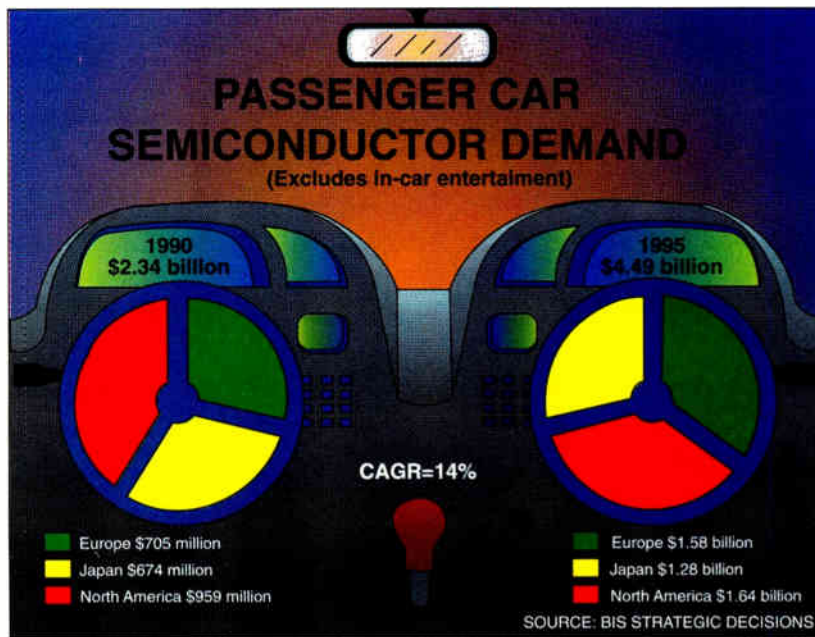 PASSENGER CAR
SEMICONDUCTOR DEMAND
(Excludes in-car entertaiment)
1990
$2.34 billion
1995
$4.49 billion
CAGR=14%
Europe $705 million
Japan $674 million
North America $959 million
Europe $1.58 billion
Japan $1.28 billion
North America $1.64 billion
SOURCE: BIS STRATEGIC DECISIONS